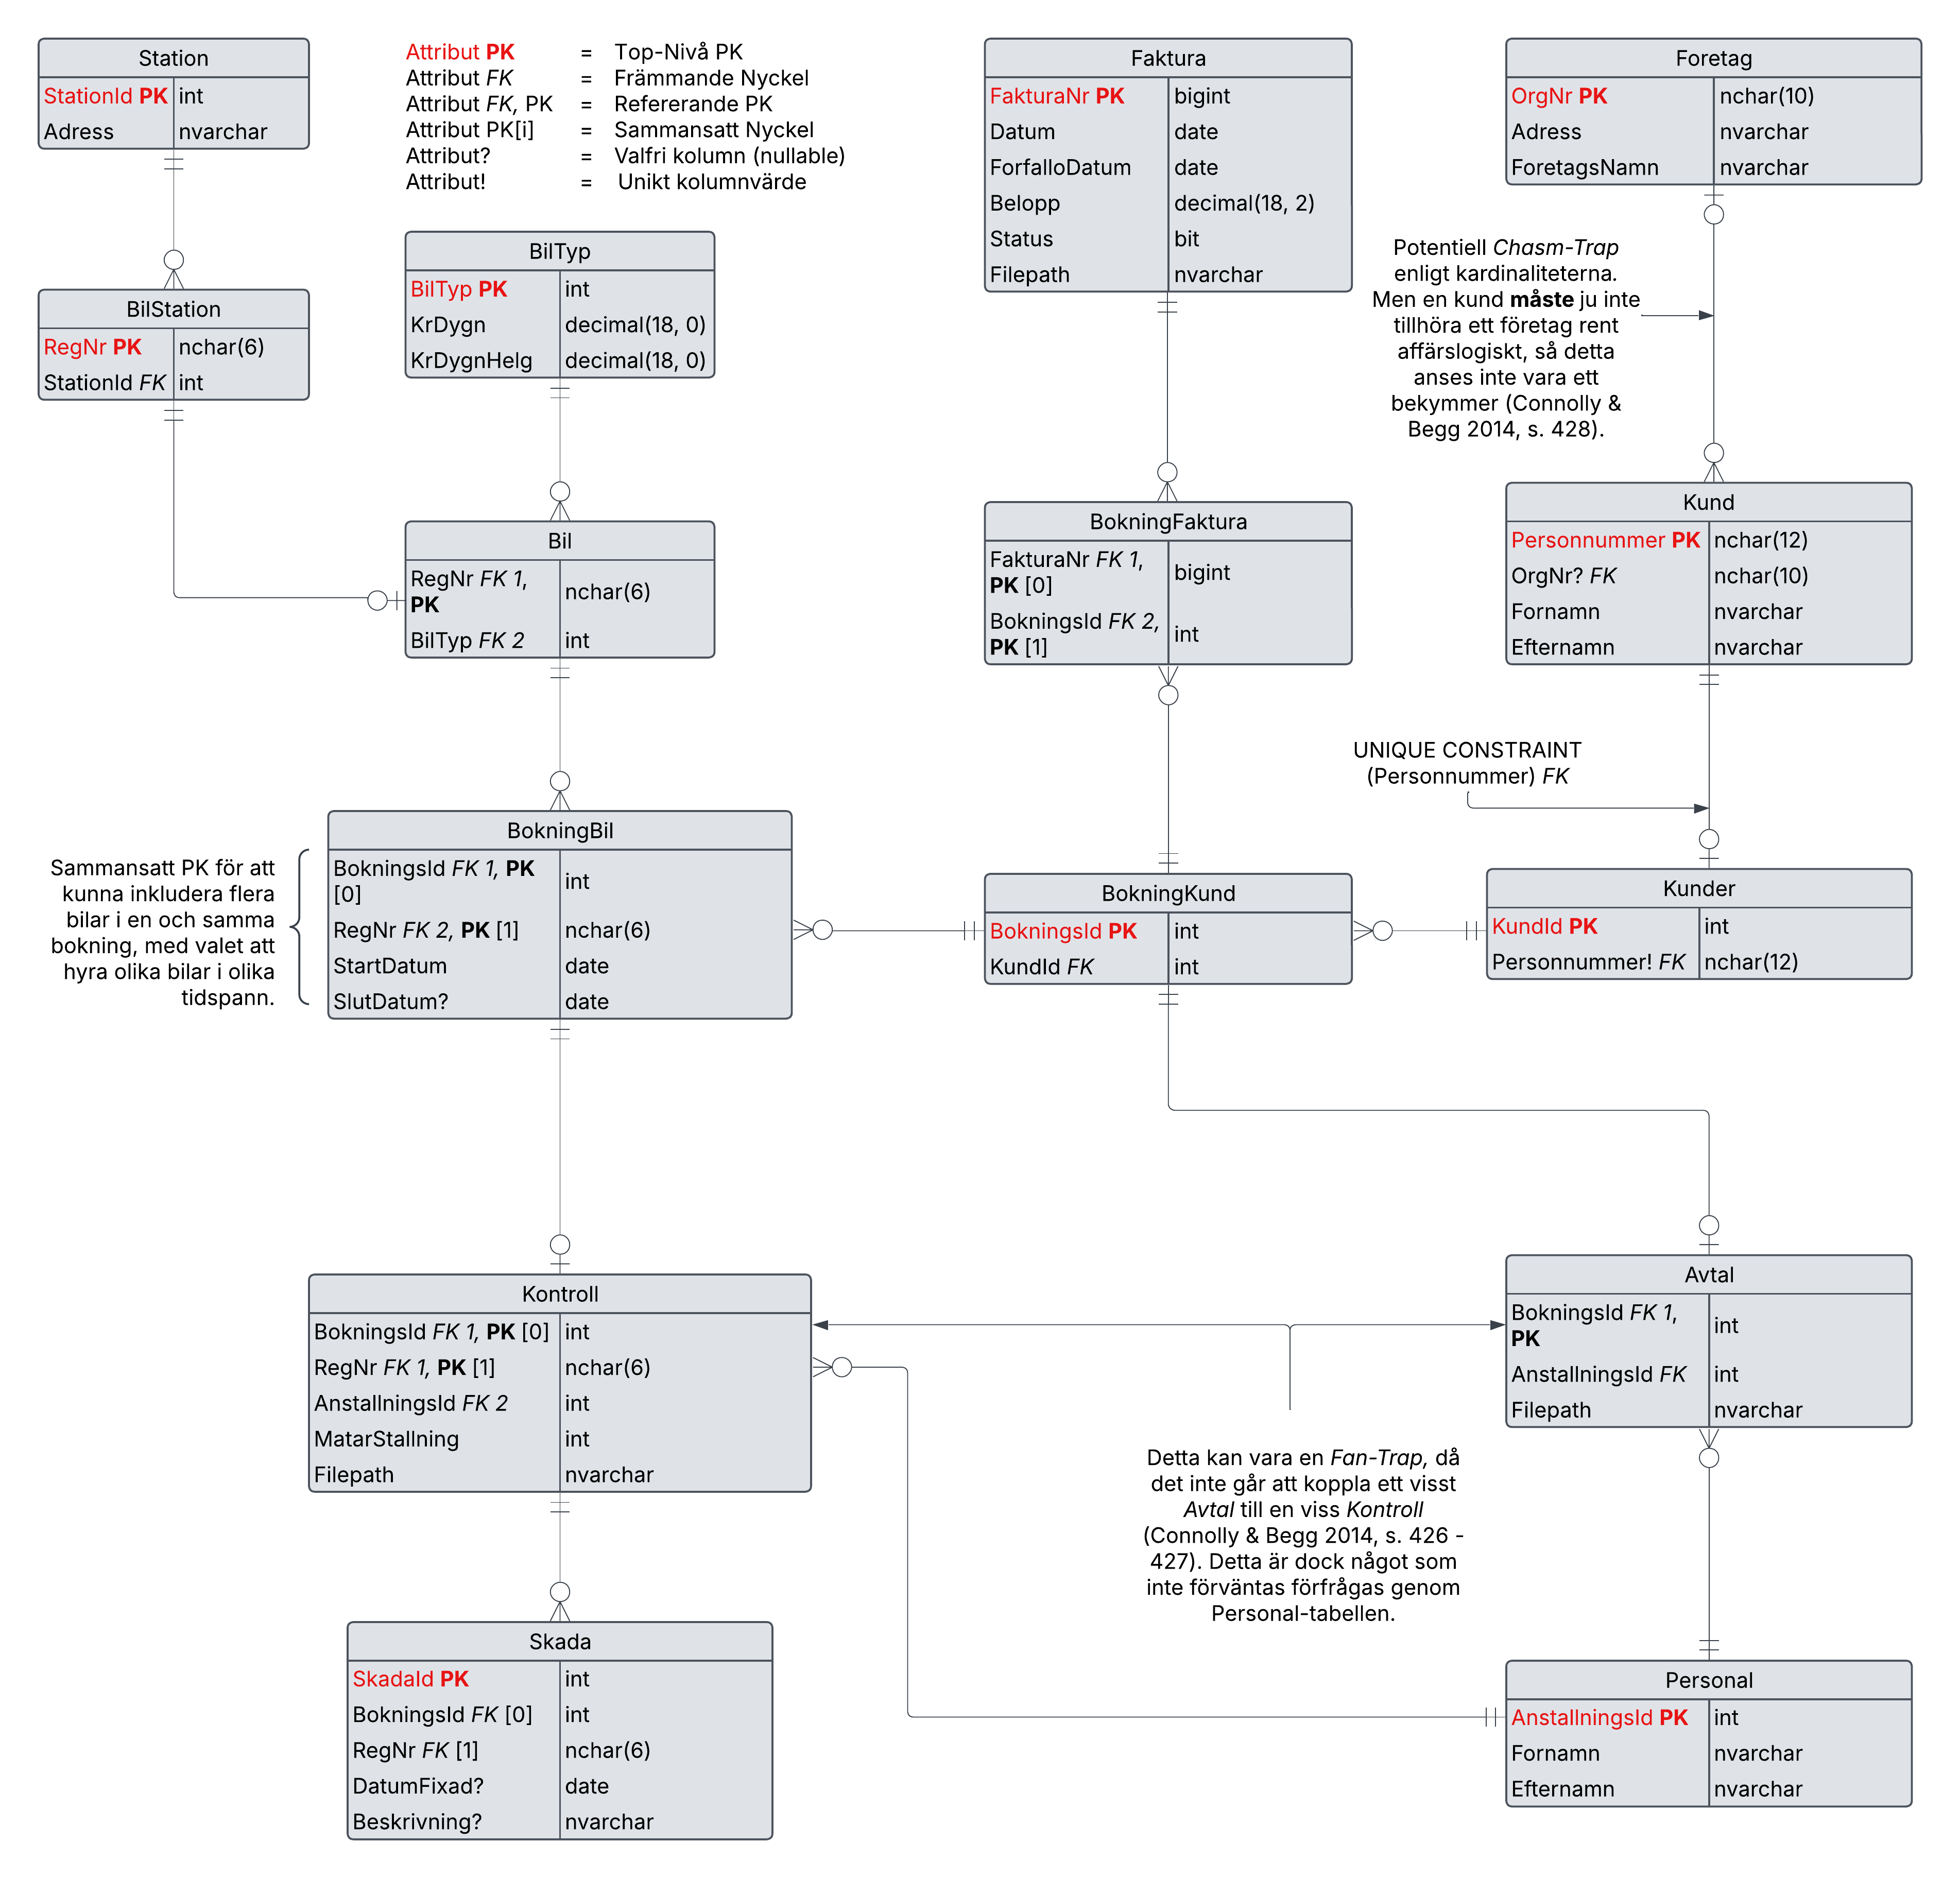 Station
StationId PK int
Adress nvarchar
Attribut PK = Top-Nivå PK
Attribut FK = Främmande Nyckel
Attribut FK, PK = Refererande PK
Attribut PK[i] = Sammansatt Nyckel
Attribut? = Valfri kolumn (nullable)
Attribut! = Unikt kolumnvärde
Faktura
FakturaNr PK bigint
Datum date
ForfalloDatum date
Belopp decimal(18, 2)
Status bit
Filepath nvarchar
Foretag
OrgNr PK nchar(10)
Adress nvarchar
ForetagsNamn nvarchar
Potentiell Chasm-Trap
enligt kardinaliteterna.
Men en kund måste ju inte
tillhöra ett företag rent
affärslogiskt, så detta
anses inte vara ett
bekymmer (Connolly &
Begg 2014, s. 428).
BilTyp
BilTyp PK int
KrDygn decimal(18, 0)
KrDygnHelg decimal(18, 0)
BilStation
RegNr PK nchar(6)
StationId FK int
Bil
RegNr FK 1,
PK
nchar(6)
BilTyp FK 2 int
BokningFaktura
FakturaNr FK 1,
PK [0]
bigint
BokningsId FK 2,
PK [1]
int
Kund
Personnummer PK nchar(12)
OrgNr? FK nchar(10)
Fornamn nvarchar
Efternamn nvarchar
UNIQUE CONSTRAINT
(Personnummer) FK
Sammansatt PK för att
kunna inkludera flera
bilar i en och samma
bokning, med valet att
hyra olika bilar i olika
tidspann.
BokningBil
BokningsId FK 1, PK
[0]
int
RegNr FK 2, PK [1] nchar(6)
StartDatum date
SlutDatum? date
BokningKund
BokningsId PK int
KundId FK int
Kunder
KundId PK int
Personnummer! FK nchar(12)
Kontroll
BokningsId FK 1, PK [0] int
RegNr FK 1, PK [1] nchar(6)
AnstallningsId FK 2 int
MatarStallning int
Filepath nvarchar
Avtal
BokningsId FK 1,
PK
int
AnstallningsId FK int
Filepath nvarchar
Detta kan vara en Fan-Trap, då
det inte går att koppla ett visst
Avtal till en viss Kontroll
(Connolly & Begg 2014, s. 426 -
427). Detta är dock något som
inte förväntas förfrågas genom
Personal-tabellen.
Skada
SkadaId PK int
BokningsId FK [0] int
RegNr FK [1] nchar(6)
DatumFixad? date
Beskrivning? nvarchar
Personal
AnstallningsId PK int
Fornamn nvarchar
Efternamn nvarchar